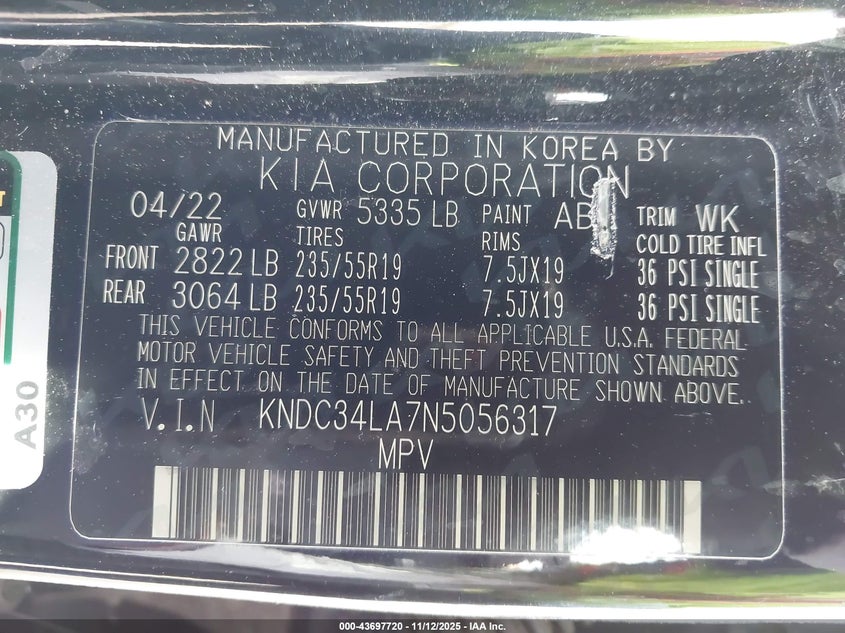 MANUFACTURED IN KOREA BY
KIA CORPORATION
04/22 GVWR 5335 LB PAINT TRIM WK
GAWR TIRES RIMS COLD TIRE INFL
FRONT 2822 LB 235/55R19 7.5JX19 36 PSI SINGLE
REAR 3064 LB 235/55R19 7.5JX19 36 PSI SINGLE
THIS VEHICLE CONFORMS TO ALL APPLICABLE U.S.A. FEDERAL
MOTOR VEHICLE SAFETY AND THEFT PREVENTION STANDARDS
IN EFFECT ON THE DATE OF MANUFACTURE SHOWN ABOVE.
V.I.N KNDC34LA7N5056317
MPV
A30
000-43697720 - 11/12/2025 - IAA Inc.